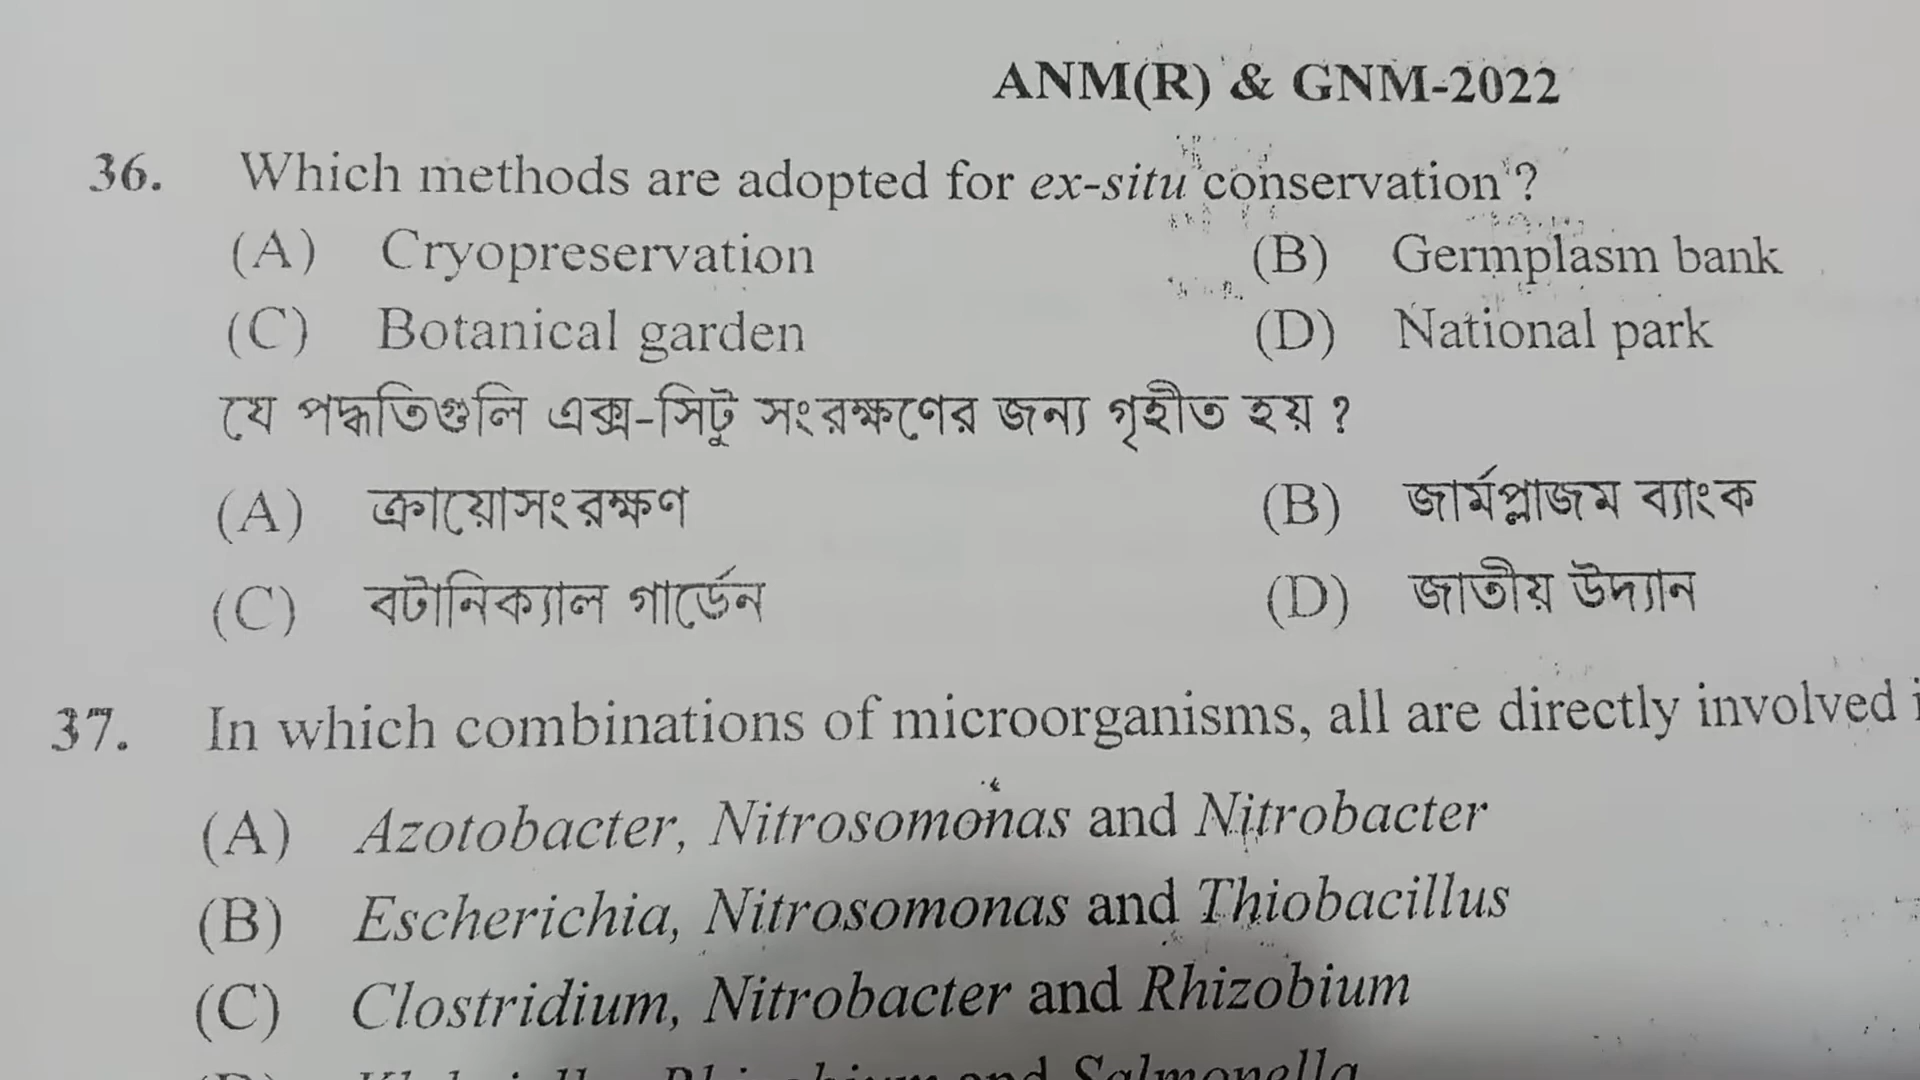 ANM(R) & GNM-2022
36. Which methods are adopted for ex-situ conservation ?
(A) Cryopreservation (B) Germplasm bank
(C) Botanical garden (D) National park
যে পদ্ধতিগুলি এক্স-সিটু সংরক্ষণের জন্য গৃহীত হয় ?
(A) ক্রায়োসংরক্ষণ (B) জার্মপ্লাজম ব্যাংক
(C) বটানিক্যাল গার্ডেন (D) জাতীয় উদ্যান
37. In which combinations of microorganisms, all are directly involved
(A) Azotobacter, Nitrosomonas and Nitrobacter
(B) Escherichia, Nitrosomonas and Thiobacillus
(C) Clostridium, Nitrobacter and Rhizobium
and Salmonella